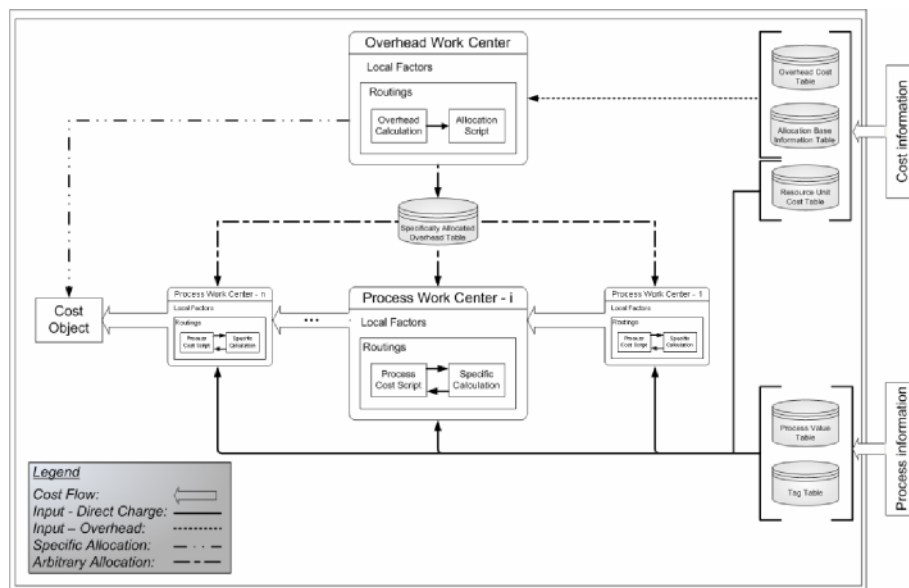 Overhead Work Center
Local Factors
Routings
Overhead
Calculation
Allocation
Script
Overhead Cost
Table
Allocation Base
Information Table
Resource Unit
Cost Table
Cost information
Specifically Allocated
Overhead Table
Process Work Center - n
Local Factors
Routings
Process
Cost Script
Specific
Calculation
Process Work Center - i
Local Factors
Routings
Process
Cost Script
Specific
Calculation
Process Work Center - 1
Local Factors
Routings
Process
Cost Script
Specific
Calculation
Cost
Object
...
Process Value
Table
Tag Table
Process information
Legend
Cost Flow:
Input - Direct Charge:
Input – Overhead:
Specific Allocation:
Arbitrary Allocation: